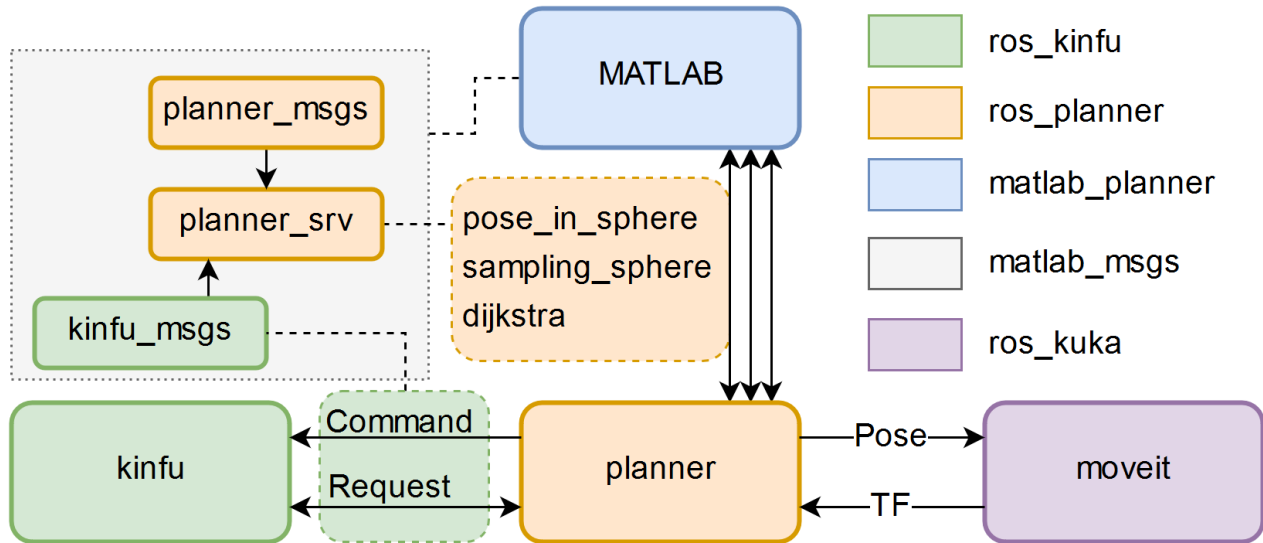 planner_msgs
planner_srv
kinfu_msgs
MATLAB
pose_in_sphere
sampling_sphere
dijkstra
ros_kinfu
ros_planner
matlab_planner
matlab_msgs
ros_kuka
kinfu
Command
Request
planner
Pose
TF
moveit